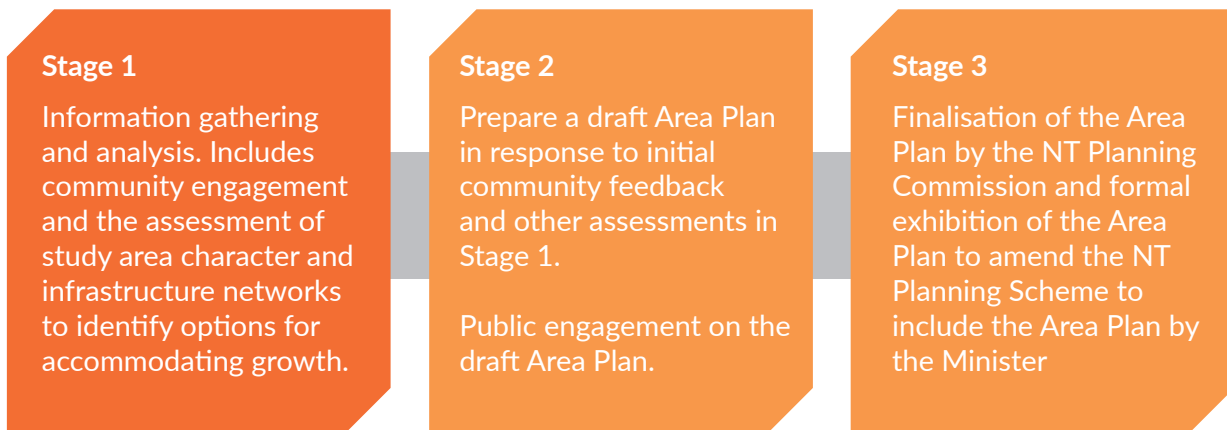 Stage 1
Information gathering
and analysis. Includes
community engagement
and the assessment of
study area character and
infrastructure networks
to identify options for
accommodating growth.
Stage 2
Prepare a draft Area Plan
in response to initial
community feedback
and other assessments in
Stage 1.
Public engagement on the
draft Area Plan.
Stage 3
Finalisation of the Area
Plan by the NT Planning
Commission and formal
exhibition of the Area
Plan to amend the NT
Planning Scheme to
include the Area Plan by
the Minister